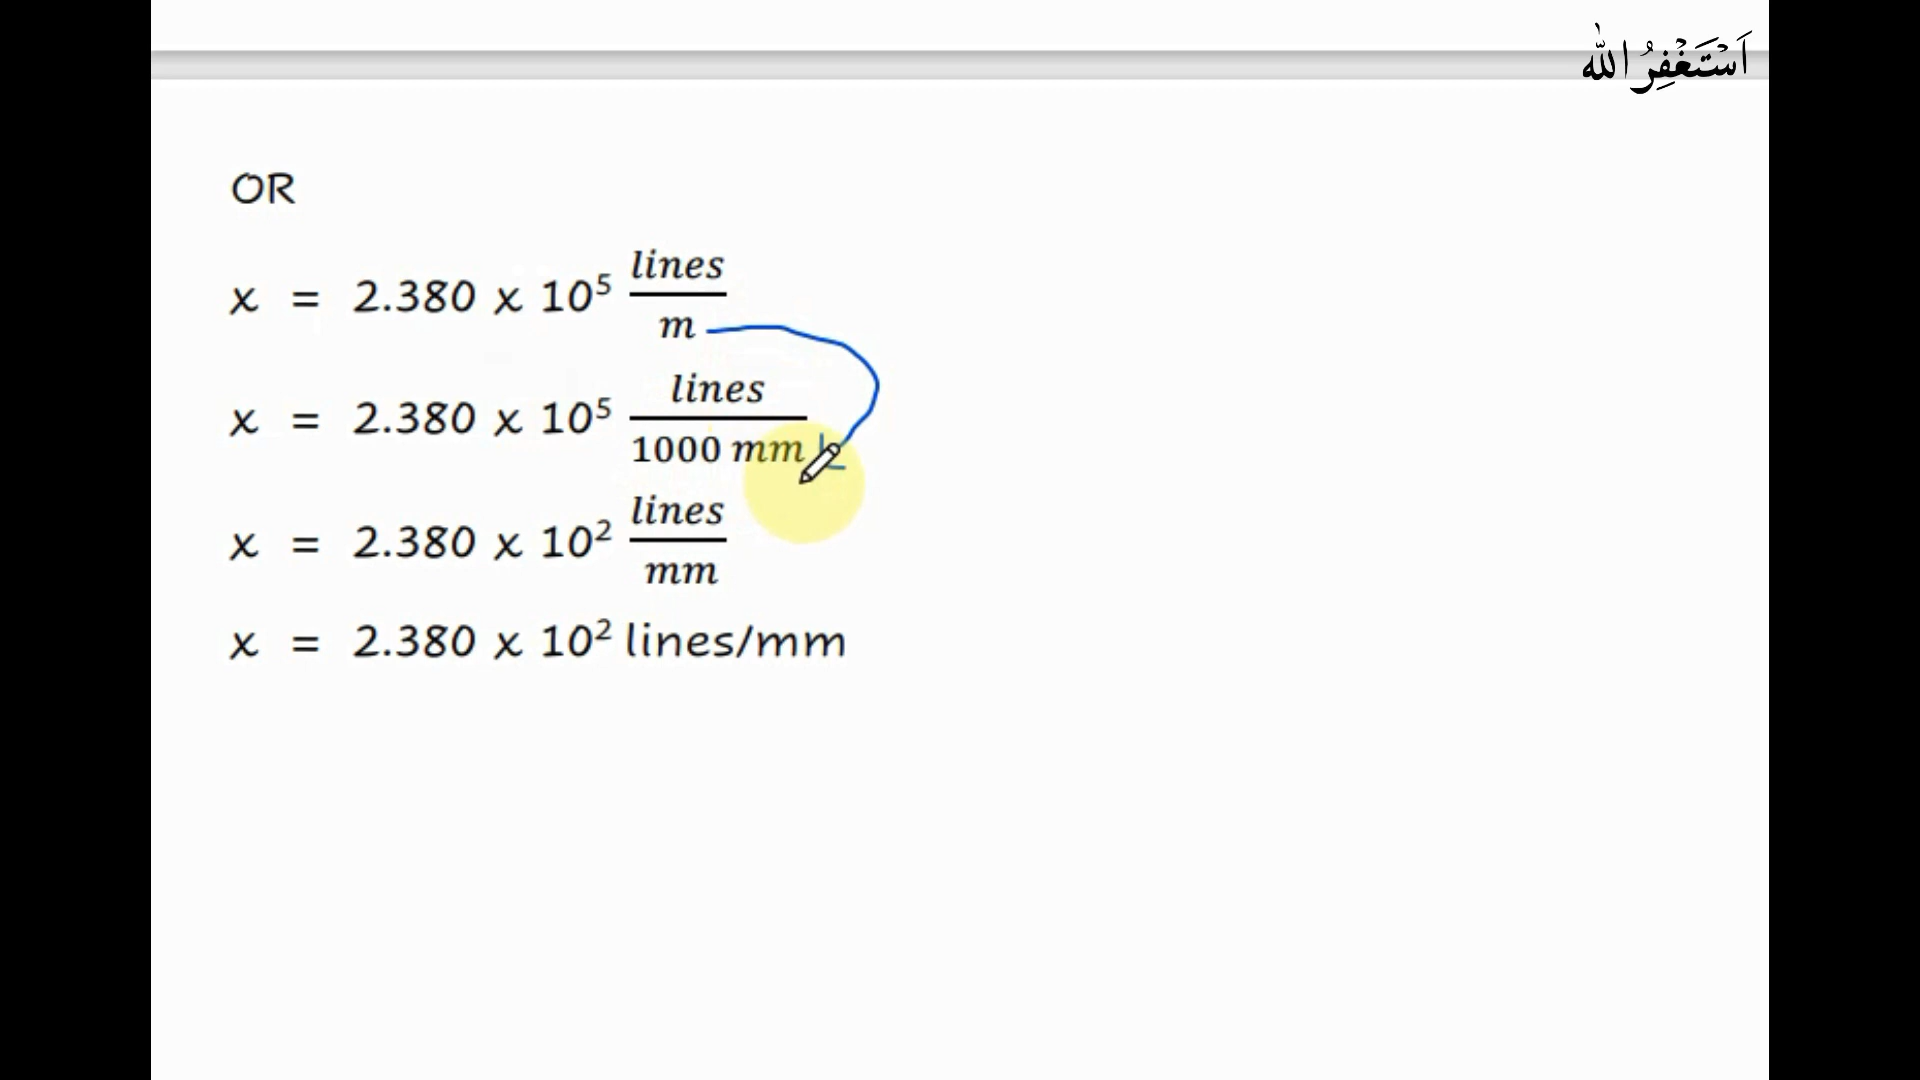 اَسْتَغْفِرُ اللّٰه
OR
x = 2.380 x 10⁵ lines/m
x = 2.380 x 10⁵ lines/1000 mm
x = 2.380 x 10² lines/mm
x = 2.380 x 10² lines/mm